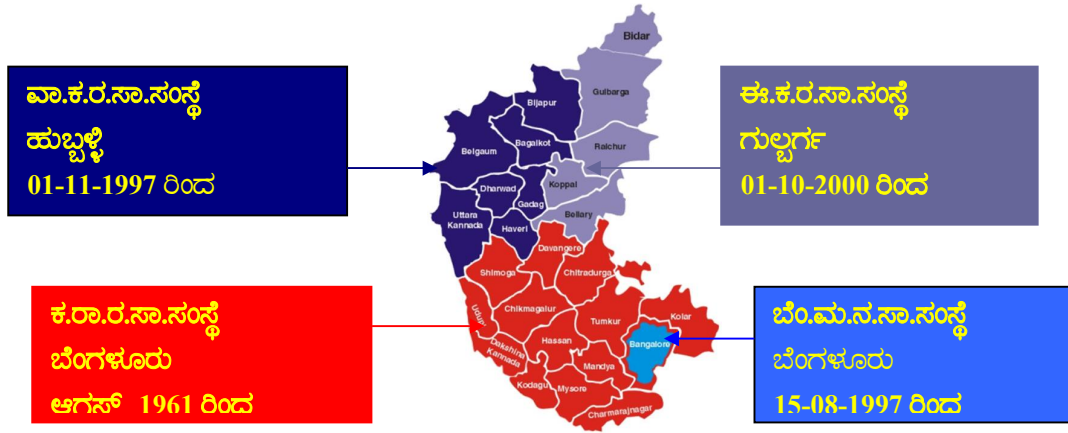 ವಾ.ಕ.ರ.ಸಾ.ಸಂಸ್ಥೆ
ಹುಬ್ಬಳ್ಳಿ
01-11-1997 ರಿಂದ
ಈ.ಕ.ರ.ಸಾ.ಸಂಸ್ಥೆ
ಗುಲ್ಬರ್ಗ
01-10-2000 ರಿಂದ
Bidar
Gulbarga
Bijapur
Raichur
Bagalkot
Belgaum
Koppal
Dharwad
Gadag
Bellary
Uttara
Kannada
Haveri
Davangere
Shimoga
Chitradurga
Chikmagalur
Udupi
Tumkur
Kolar
Bangalore
Hassan
Dakshina
Kannada
Mandya
Kodagu
Mysore
Charmarajnagar
ಕ.ರಾ.ರ.ಸಾ.ಸಂಸ್ಥೆ
ಬೆಂಗಳೂರು
ಆಗಸ್ 1961 ರಿಂದ
ಬೆಂ.ಮ.ನ.ಸಾ.ಸಂಸ್ಥೆ
ಬೆಂಗಳೂರು
15-08-1997 ರಿಂದ